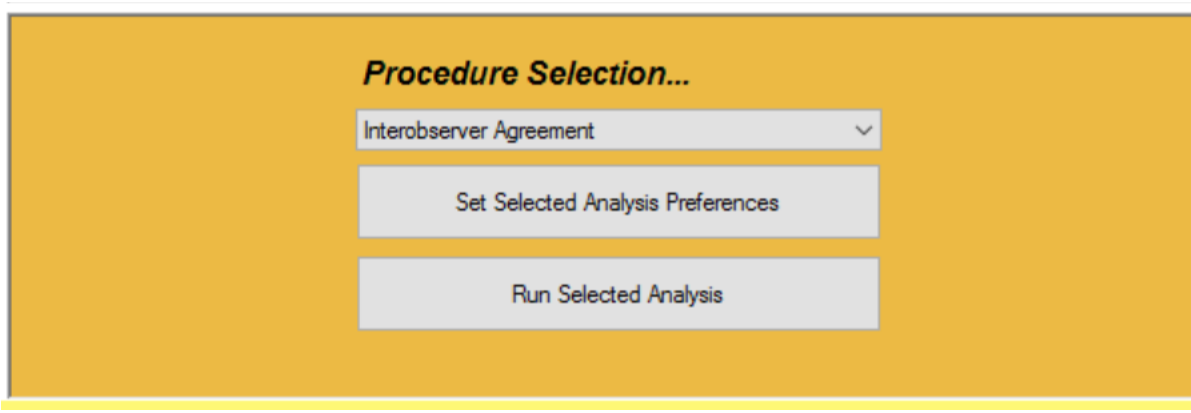 Procedure Selection...
Interobserver Agreement
Set Selected Analysis Preferences
Run Selected Analysis